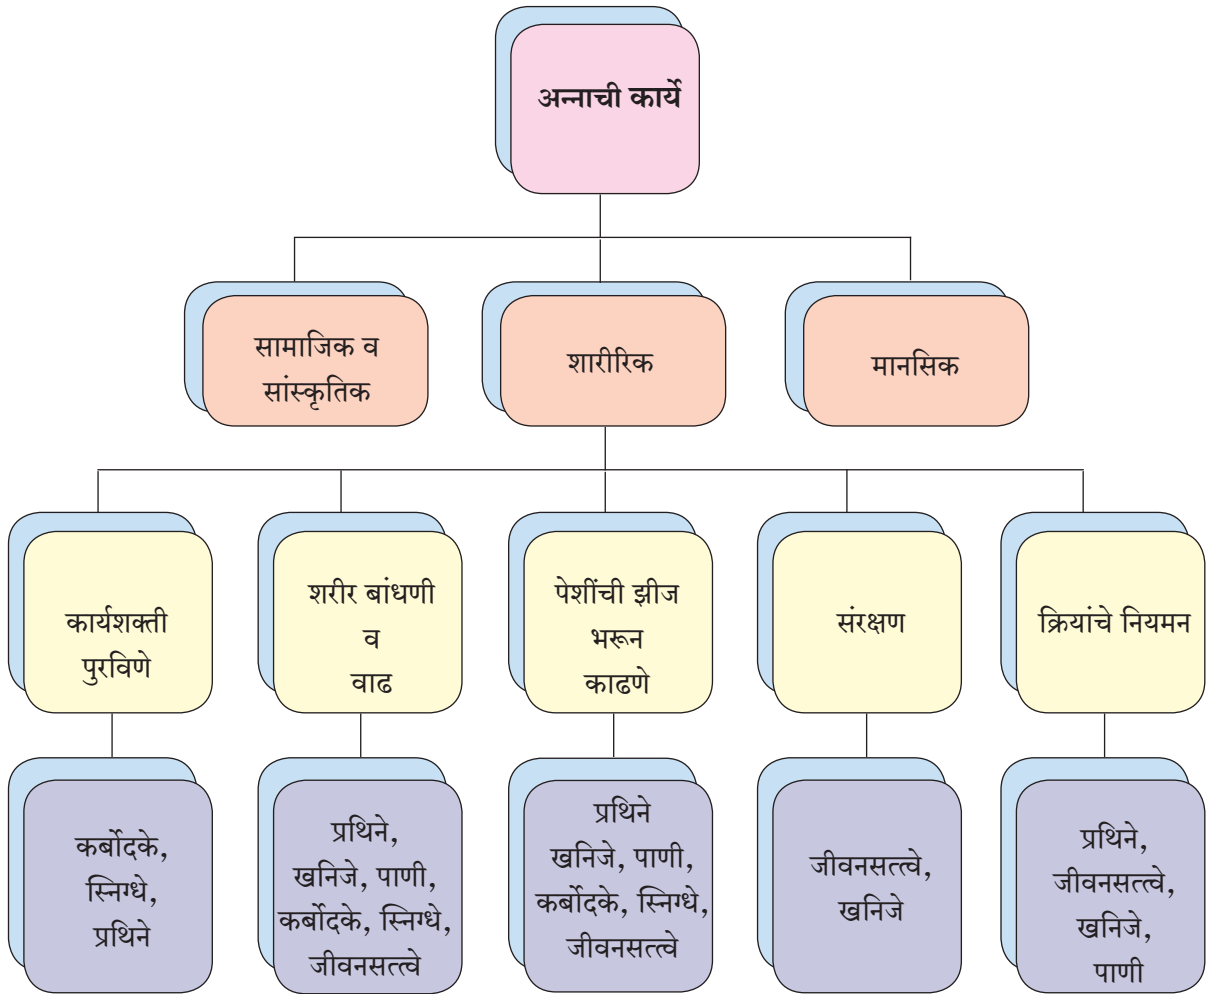 अन्नाची कार्ये
सामाजिक व
सांस्कृतिक
शारीरिक
मानसिक
कार्यशक्ती
पुरविणे
शरीर बांधणी
व
वाढ
पेशींची झीज
भरून
काढणे
संरक्षण
क्रियांचे नियमन
कर्बोदके,
स्निग्धे,
प्रथिने
प्रथिने,
खनिजे, पाणी,
कर्बोदके, स्निग्धे,
जीवनसत्त्वे
प्रथिने
खनिजे, पाणी,
कर्बोदके, स्निग्धे,
जीवनसत्त्वे
जीवनसत्त्वे,
खनिजे
प्रथिने,
जीवनसत्त्वे,
खनिजे,
पाणी